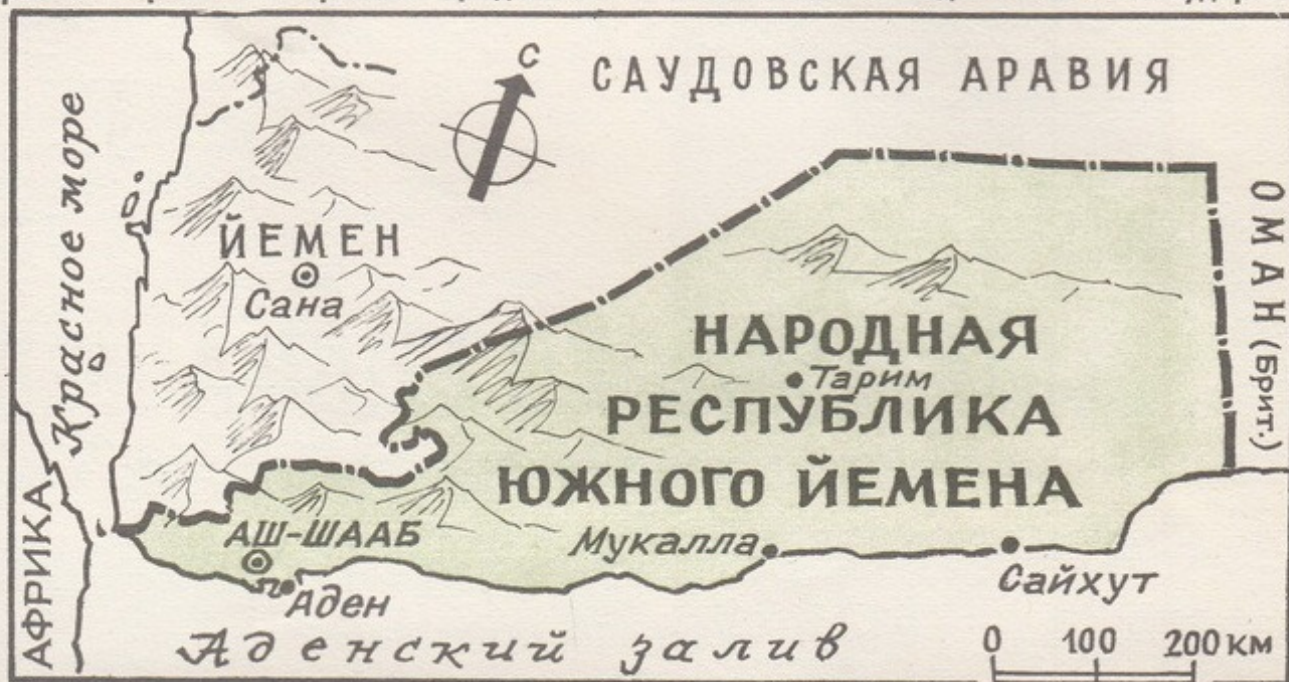 С
САУДОВСКАЯ АРАВИЯ
Красное море
ЙЕМЕН
Сана
ОМАН (Брит.)
НАРОДНАЯ
Тарим
РЕСПУБЛИКА
ЮЖНОГО ЙЕМЕНА
АШ-ШААБ
Мукалла
Сайхут
Аден
АФРИКА
Аденский залив
0 100 200 км